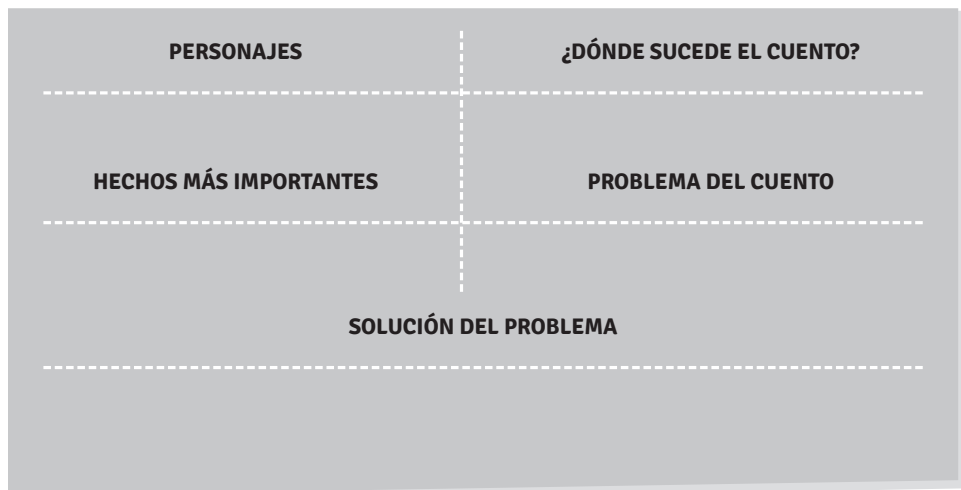 PERSONAJES
¿DÓNDE SUCEDE EL CUENTO?
HECHOS MÁS IMPORTANTES
PROBLEMA DEL CUENTO
SOLUCIÓN DEL PROBLEMA